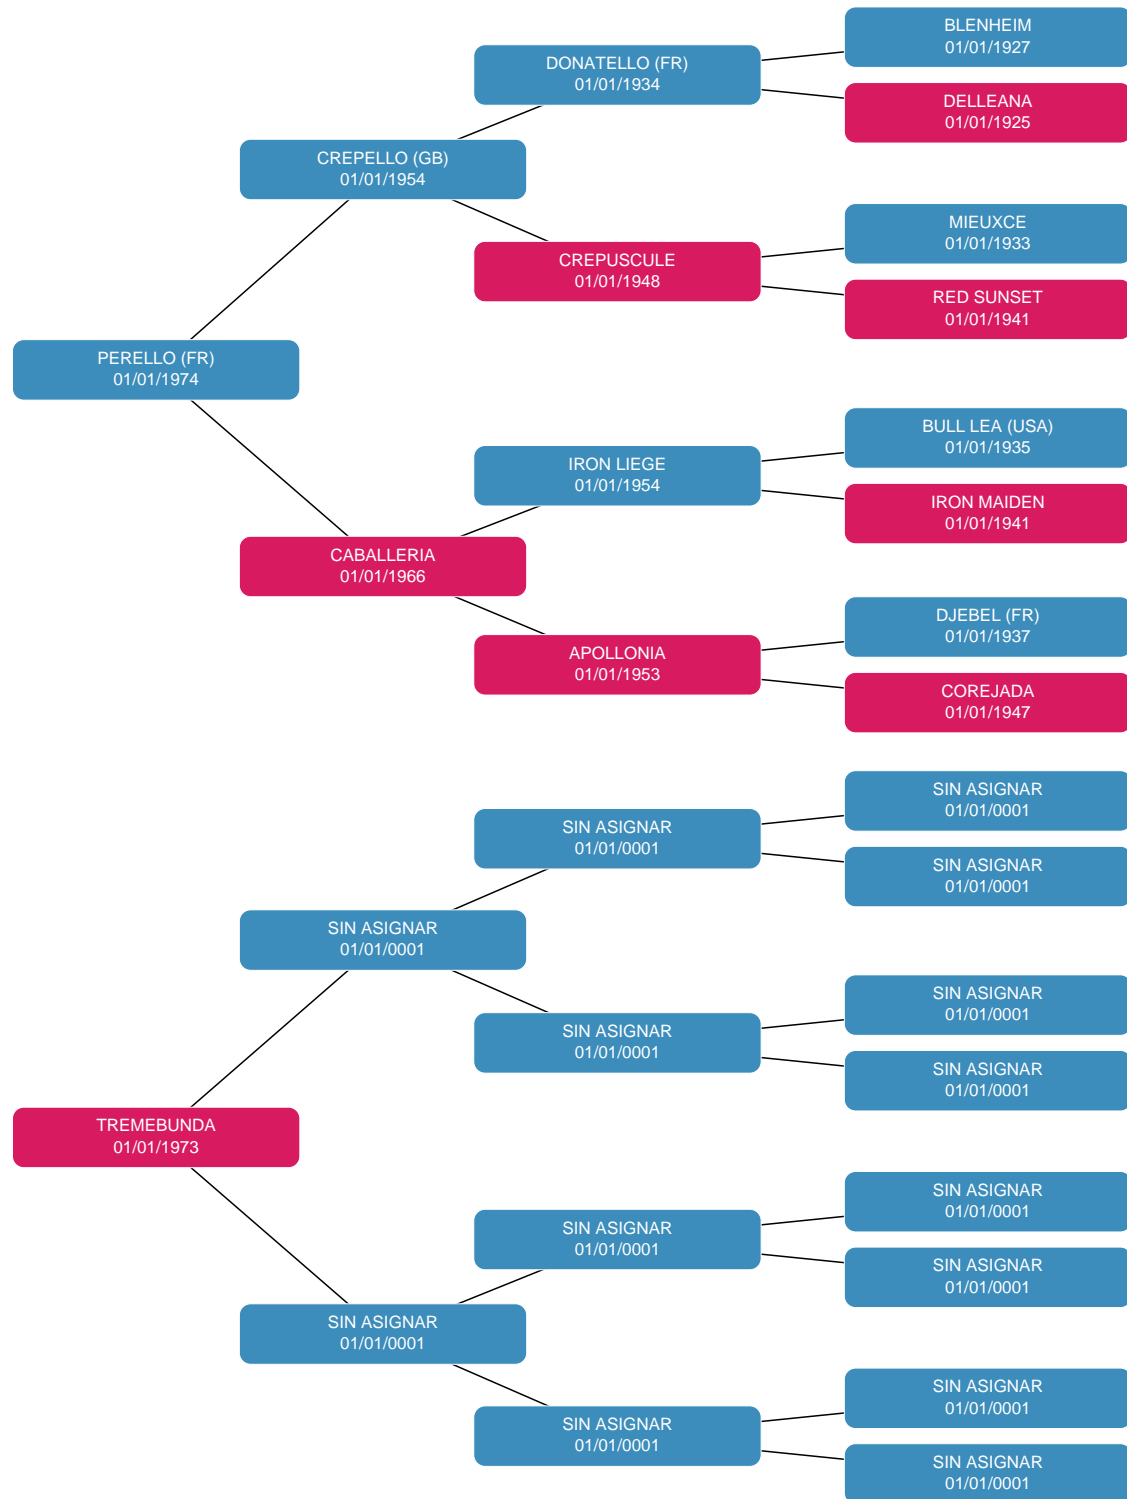 BLENHEIM
01/01/1927
DONATELLO (FR)
01/01/1934
DELLEANA
01/01/1925
CREPELLO (GB)
01/01/1954
MIEUXCE
01/01/1933
CREPUSCULE
01/01/1948
RED SUNSET
01/01/1941
PERELLO (FR)
01/01/1974
BULL LEA (USA)
01/01/1935
IRON LIEGE
01/01/1954
IRON MAIDEN
01/01/1941
CABALLERIA
01/01/1966
DJEBEL (FR)
01/01/1937
APOLLONIA
01/01/1953
COREJADA
01/01/1947
SIN ASIGNAR
01/01/0001
SIN ASIGNAR
01/01/0001
SIN ASIGNAR
01/01/0001
SIN ASIGNAR
01/01/0001
SIN ASIGNAR
01/01/0001
SIN ASIGNAR
01/01/0001
SIN ASIGNAR
01/01/0001
TREMEBUNDA
01/01/1973
SIN ASIGNAR
01/01/0001
SIN ASIGNAR
01/01/0001
SIN ASIGNAR
01/01/0001
SIN ASIGNAR
01/01/0001
SIN ASIGNAR
01/01/0001
SIN ASIGNAR
01/01/0001
SIN ASIGNAR
01/01/0001